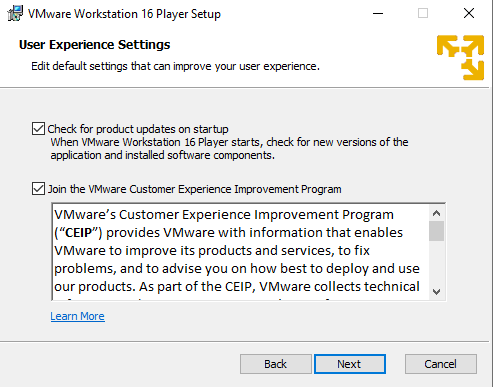 VMware Workstation 16 Player Setup
User Experience Settings
Edit default settings that can improve your user experience.
Check for product updates on startup
When VMware Workstation 16 Player starts, check for new versions of the
application and installed software components.
Join the VMware Customer Experience Improvement Program
VMware's Customer Experience Improvement Program
("CEIP") provides VMware with information that enables
VMware to improve its products and services, to fix
problems, and to advise you on how best to deploy and use
our products. As part of the CEIP, VMware collects technical
Learn More
Back
Next
Cancel